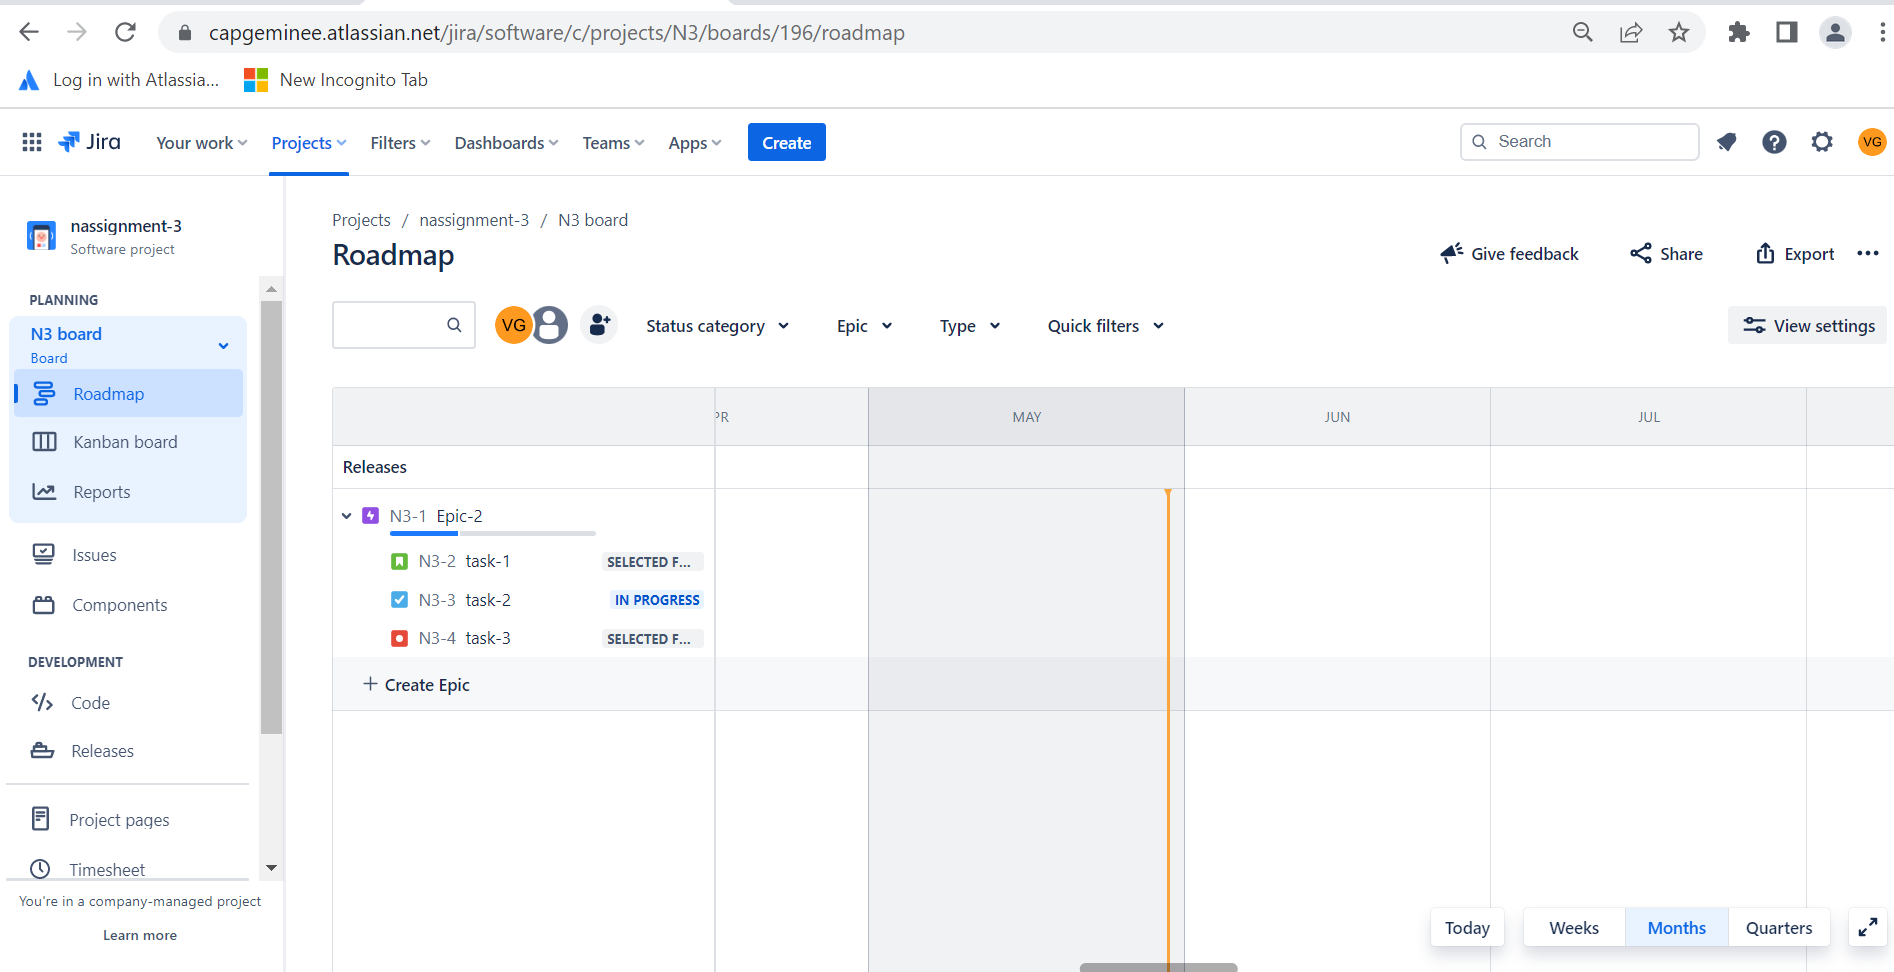 capgeminee.atlassian.net/jira/software/c/projects/N3/boards/196/roadmap
Log in with Atlassia... New Incognito Tab
Jira Your work Projects Filters Dashboards Teams Apps Create Search VG
nassignment-3
Software project
PLANNING
N3 board
Board
Roadmap
Kanban board
Reports
Issues
Components
DEVELOPMENT
Code
Releases
Project pages
Timesheet
You're in a company-managed project
Learn more
Projects / nassignment-3 / N3 board
Roadmap
Give feedback Share Export
VG Status category Epic Type Quick filters View settings
PR MAY JUN JUL
Releases
N3-1 Epic-2
N3-2 task-1 SELECTED F...
N3-3 task-2 IN PROGRESS
N3-4 task-3 SELECTED F...
+ Create Epic
Today Weeks Months Quarters